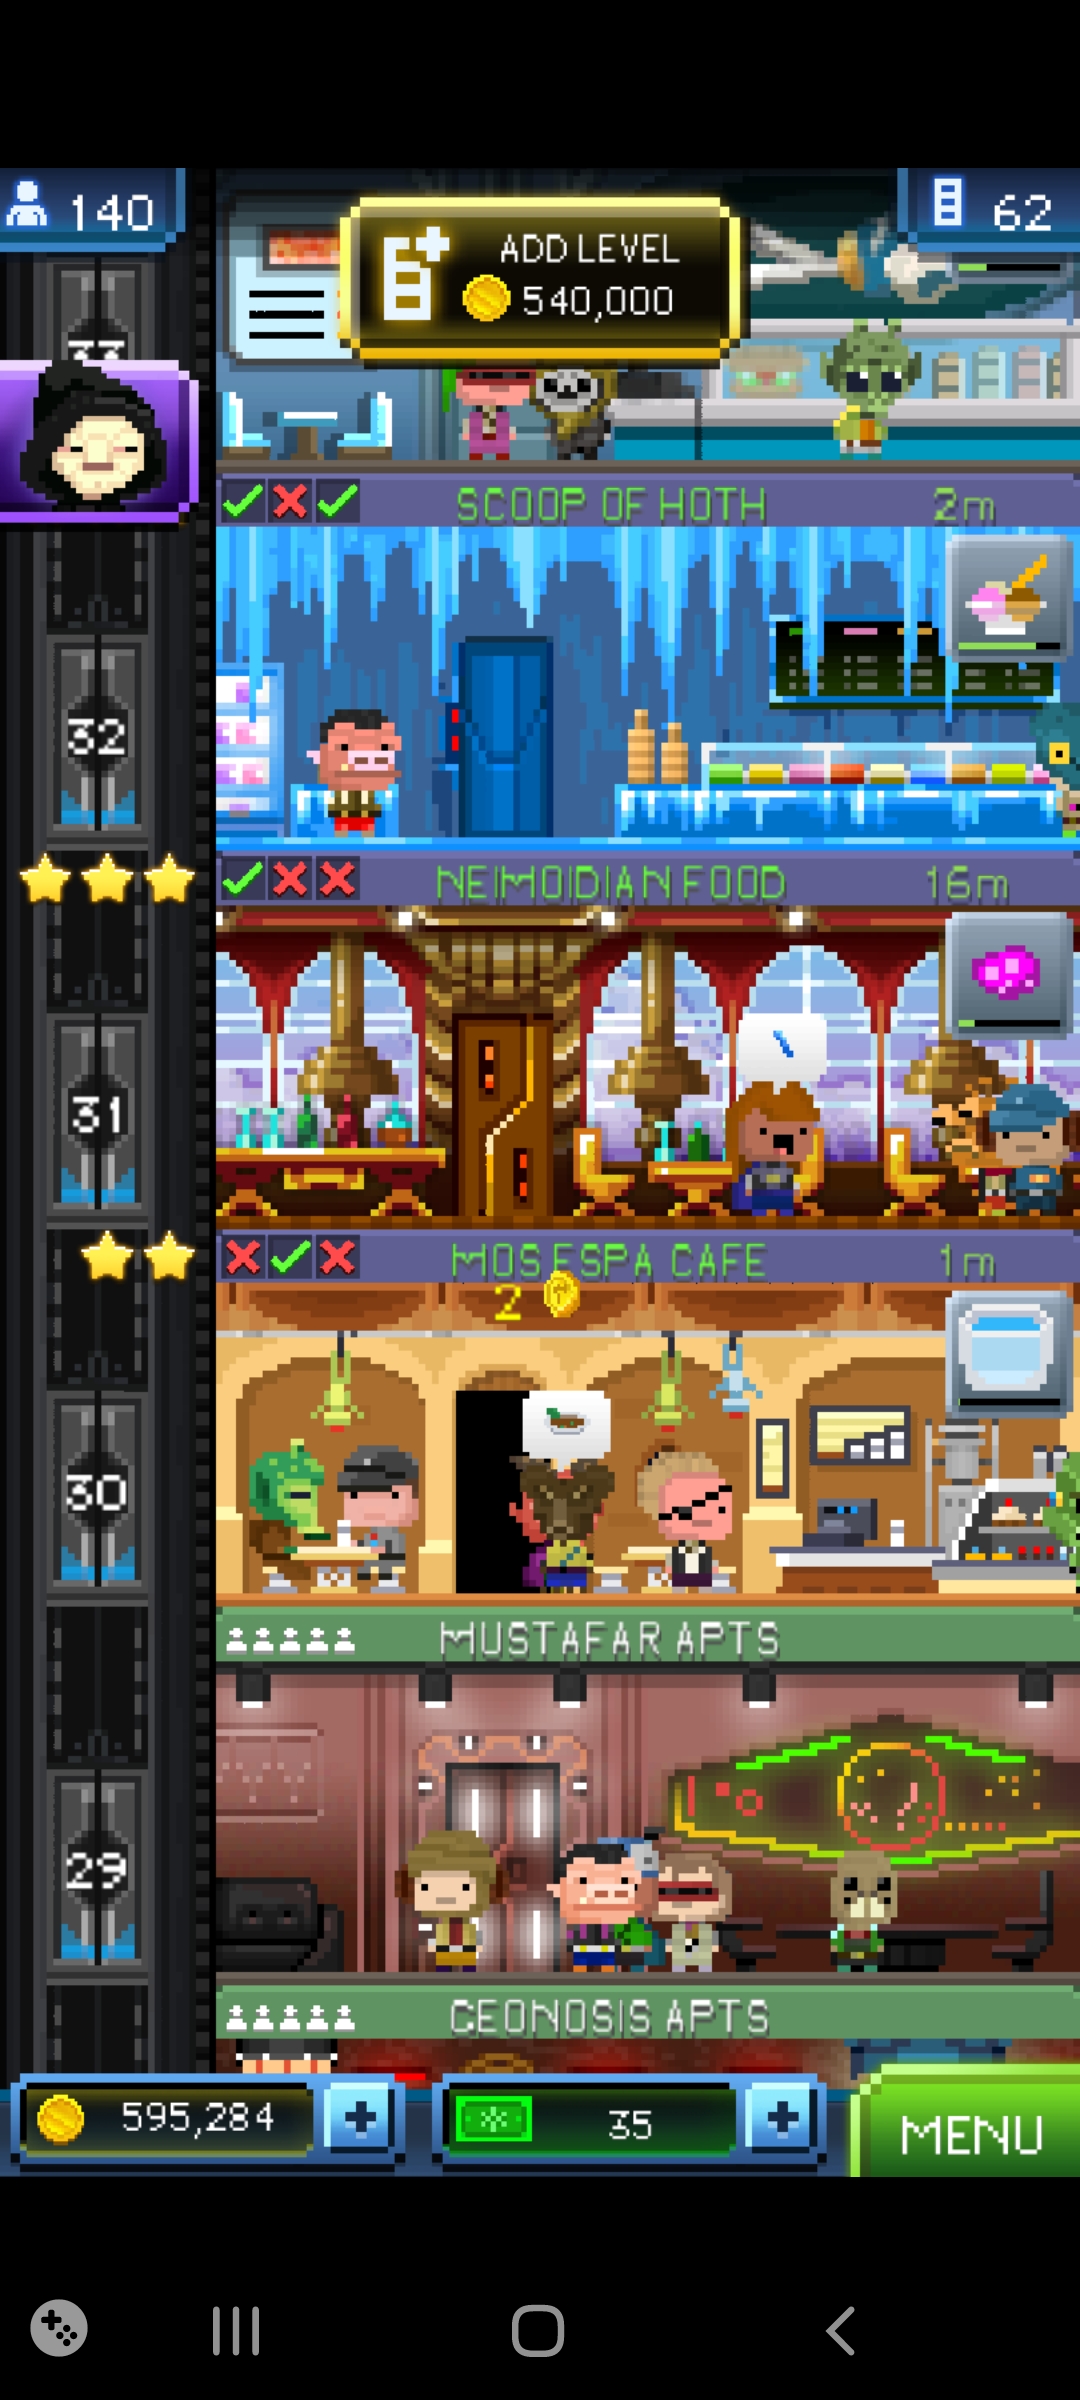 140
62
ADD LEVEL
540,000
33
SCOOP OF HOTH 2m
32
NEIMOIDIAN FOOD 16m
31
MOS ESPA CAFE 1m
2
30
MUSTAFAR APTS
29
GEONOSIS APTS
595,284
35
MENU